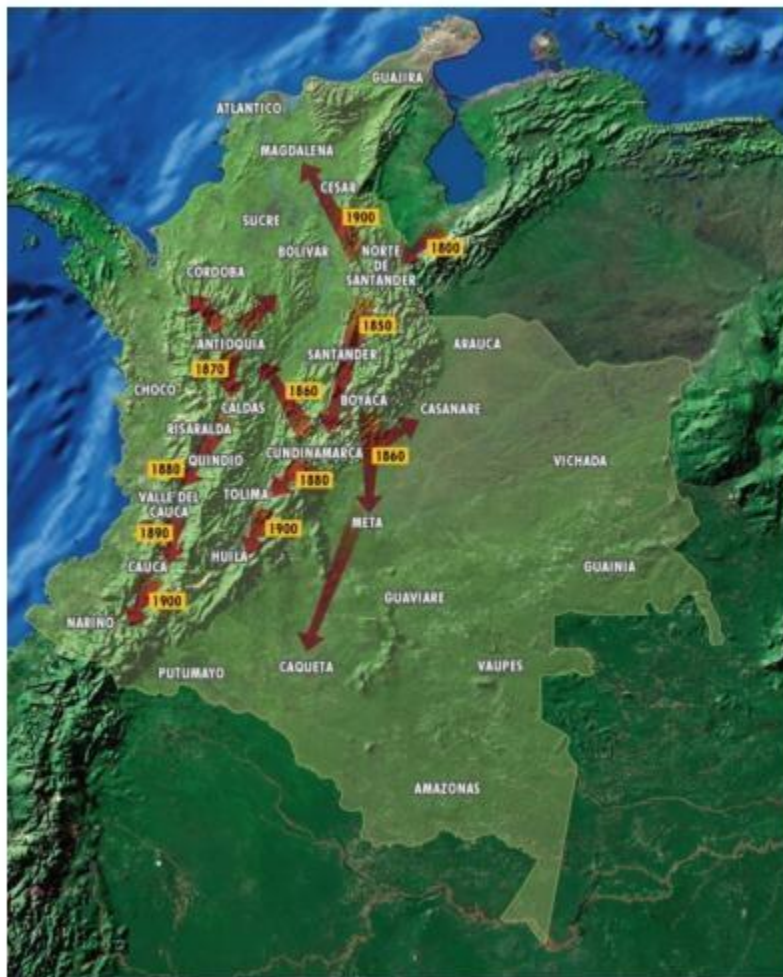 GUAJIRA
ATLANTICO
MAGDALENA
CESAR
1900
SUCRE
BOLIVAR
NORTE
DE
SANTANDER
1800
CORDOBA
1850
ANTIOQUIA
SANTANDER
ARAUCA
1870
CHOCO
1860
BOYACA
CALDAS
CASANARE
RISARALDA
CUNDINAMARCA
1860
QUINDIO
VICHADA
1880
1880
TOLIMA
VALLE DEL
CAUCA
META
1890
1900
HUILA
CAUCA
GUAINIA
1900
GUAVIARE
NARIÑO
PUTUMAYO
CAQUETA
VAUPES
AMAZONAS